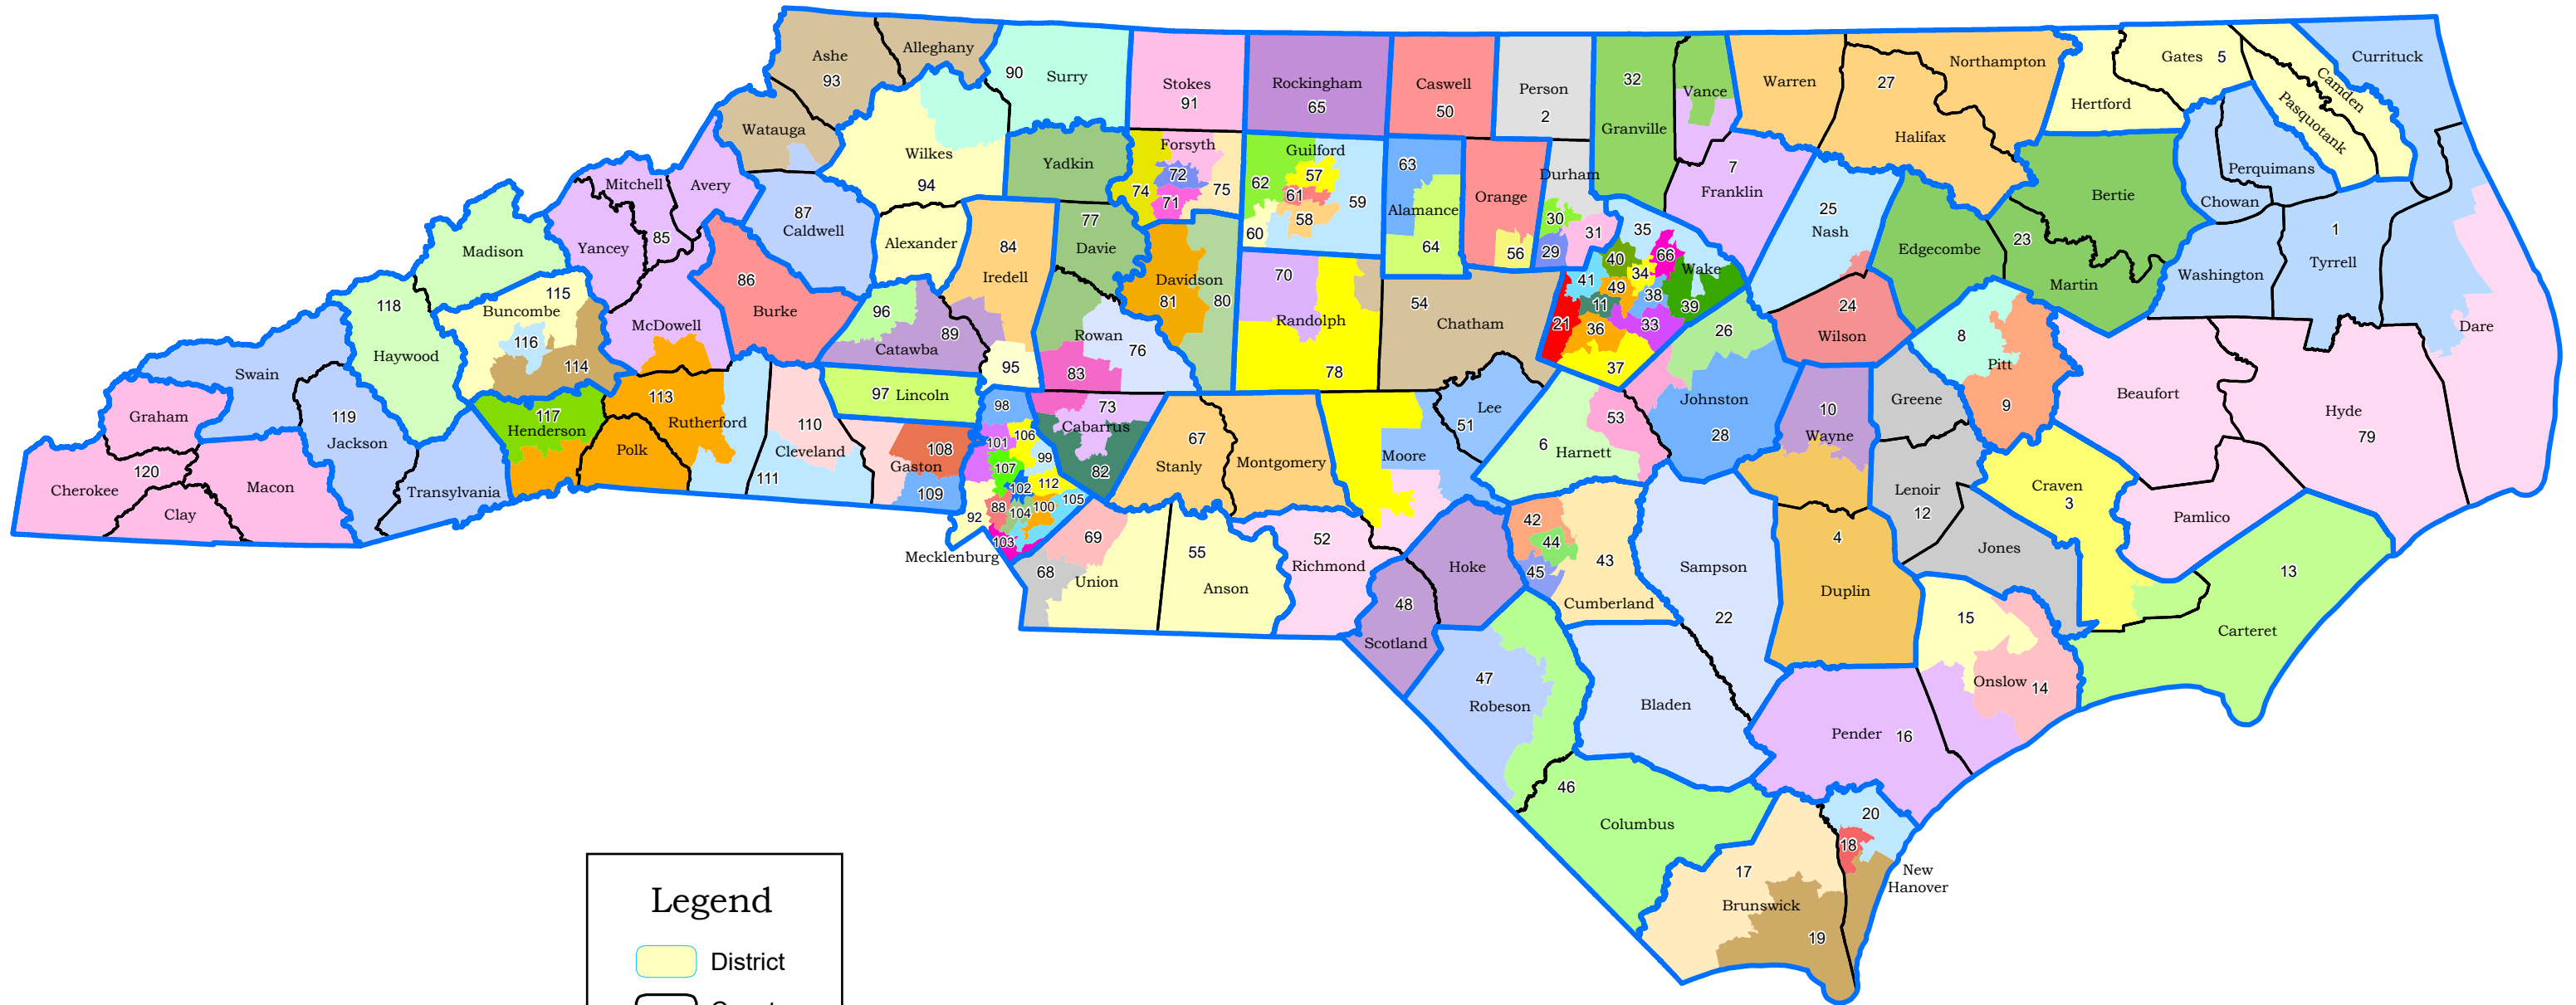 Ashe
93
Alleghany
90
Surry
Stokes
91
Rockingham
65
Caswell
50
Person
2
32
Granville
Vance
Warren
27
Northampton
Halifax
Gates
5
Hertford
Camden
Pasquotank
Currituck
Watauga
Wilkes
94
Yadkin
Forsyth
72
74
75
71
Guilford
57
62
61
59
58
60
63
Alamance
64
Orange
56
Durham
30
31
29
7
Franklin
25
Nash
Edgecombe
Bertie
23
Martin
Perquimans
Chowan
Washington
1
Tyrrell
Dare
Mitchell
Avery
Yancey
85
87
Caldwell
Alexander
84
Iredell
77
Davie
Davidson
81
80
70
Randolph
78
54
Chatham
35
40
66
Wake
34
41
49
38
39
11
21
36
33
37
26
24
Wilson
8
Pitt
9
Madison
118
Haywood
115
Buncombe
116
114
McDowell
86
Burke
96
89
Catawba
95
Rowan
76
83
Swain
Graham
119
Jackson
120
Cherokee
Macon
Clay
Transylvania
117
Henderson
113
Rutherford
Polk
110
Cleveland
111
97 Lincoln
108
Gaston
109
98
101
106
99
107
102
112
105
88
104
100
92
103
Mecklenburg
73
Cabarrus
82
67
Stanly
Montgomery
Moore
51
Lee
53
6
Harnett
Johnston
28
10
Wayne
Greene
Lenoir
12
Jones
Craven
3
Beaufort
Hyde
79
Pamlico
13
Carteret
69
68
Union
55
Anson
52
Richmond
48
Scotland
Hoke
42
44
45
43
Cumberland
Sampson
22
4
Duplin
15
Onslow
14
47
Robeson
Bladen
Pender
16
46
Columbus
17
Brunswick
19
20
18
New
Hanover
Legend
District